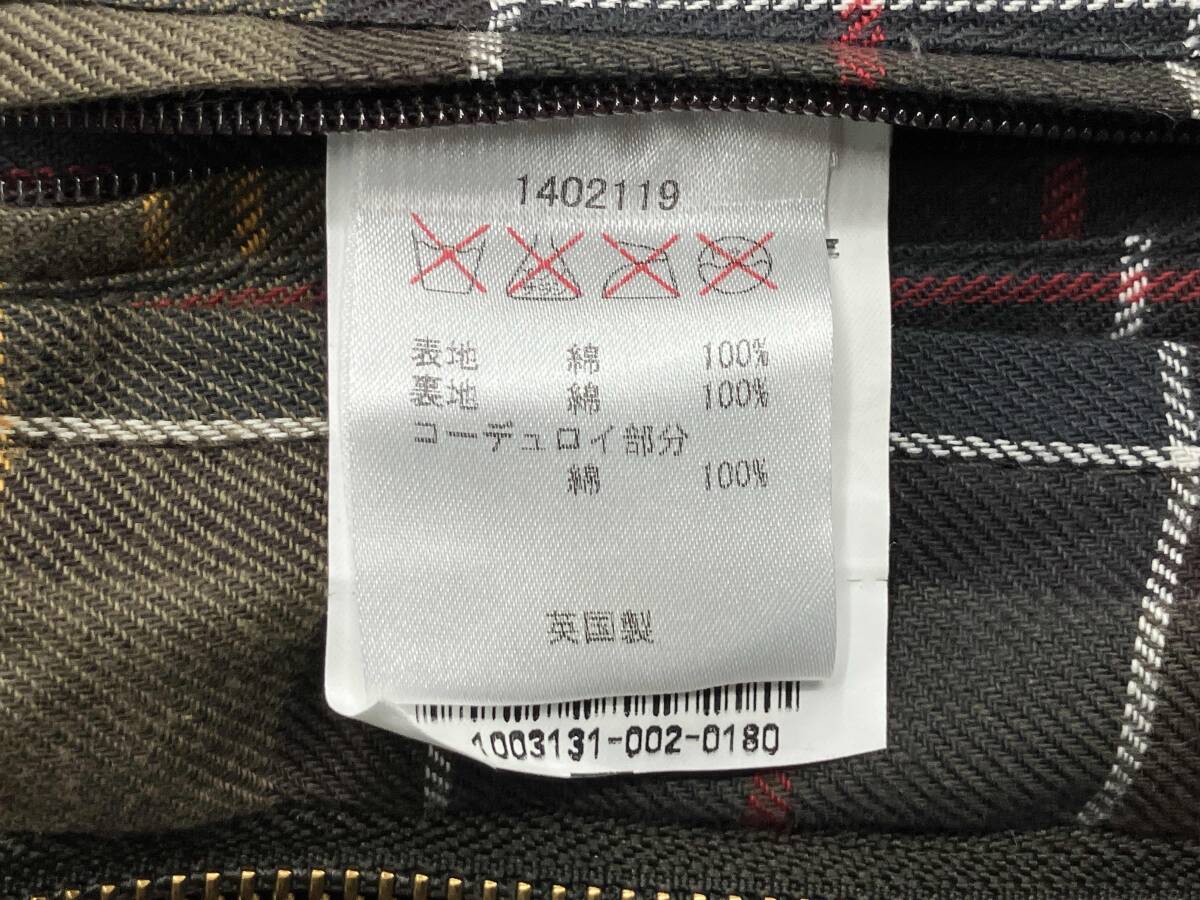 1402119
表地 綿 100%
裏地 綿 100%
コーデュロイ部分
綿 100%
英国製
1003131-002-0180